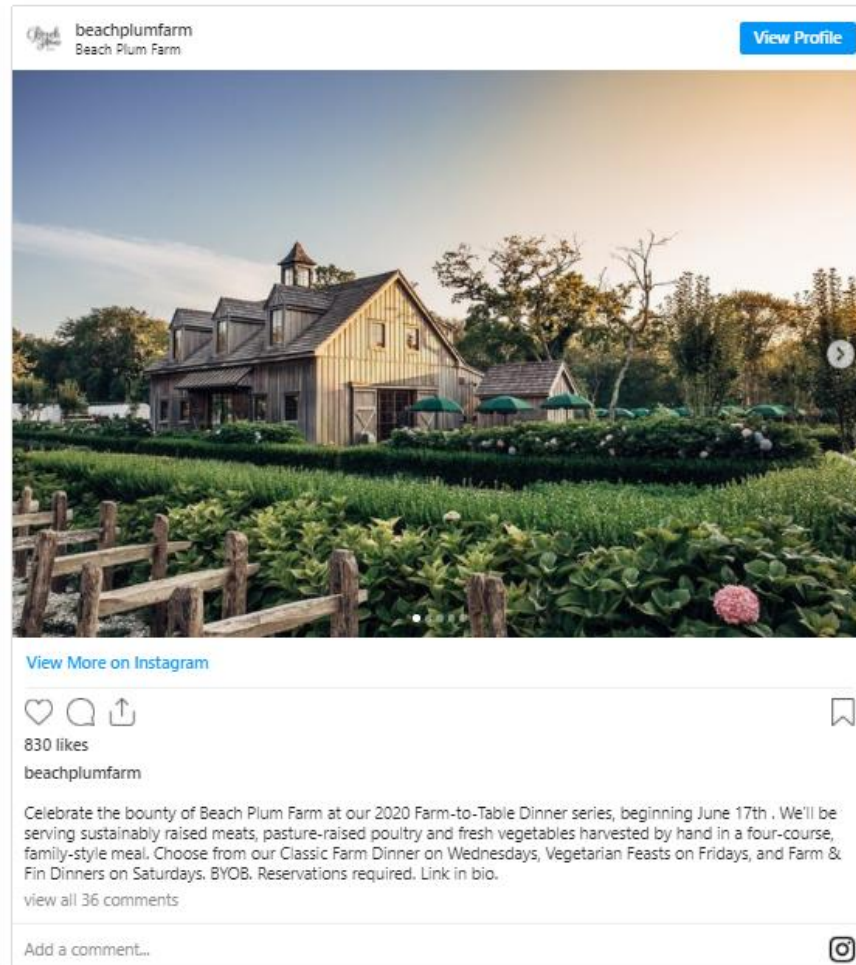 beachplumfarm
Beach Plum Farm
View Profile
View More on Instagram
830 likes
beachplumfarm
Celebrate the bounty of Beach Plum Farm at our 2020 Farm-to-Table Dinner series, beginning June 17th . We'll be
serving sustainably raised meats, pasture-raised poultry and fresh vegetables harvested by hand in a four-course,
family-style meal. Choose from our Classic Farm Dinner on Wednesdays, Vegetarian Feasts on Fridays, and Farm &
Fin Dinners on Saturdays. BYOB. Reservations required. Link in bio.
view all 36 comments
Add a comment...